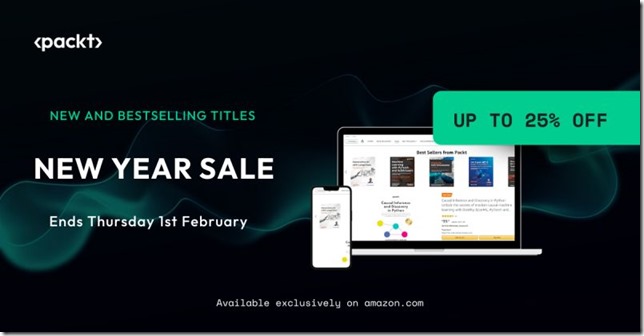 <packt>
NEW AND BESTSELLING TITLES
UP TO 25% OFF
NEW YEAR SALE
Ends Thursday 1st February
Best Sellers from Packt
Causal Inference
and Discovery
in Python
Available exclusively on amazon.com